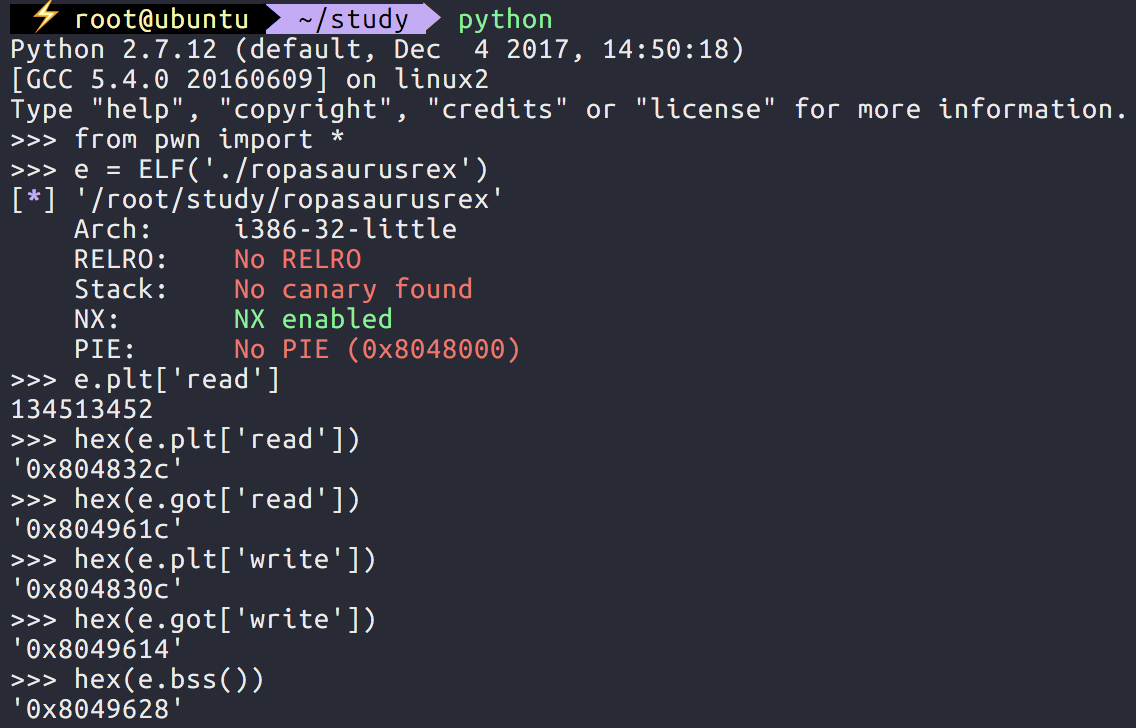 ⚡ root@ubuntu ~/study python
Python 2.7.12 (default, Dec  4 2017, 14:50:18)
[GCC 5.4.0 20160609] on linux2
Type "help", "copyright", "credits" or "license" for more information.
>>> from pwn import *
>>> e = ELF('./ropasaurusrex')
[*] '/root/study/ropasaurusrex'
    Arch:     i386-32-little
    RELRO:    No RELRO
    Stack:    No canary found
    NX:       NX enabled
    PIE:      No PIE (0x8048000)
>>> e.plt['read']
134513452
>>> hex(e.plt['read'])
'0x804832c'
>>> hex(e.got['read'])
'0x804961c'
>>> hex(e.plt['write'])
'0x804830c'
>>> hex(e.got['write'])
'0x8049614'
>>> hex(e.bss())
'0x8049628'